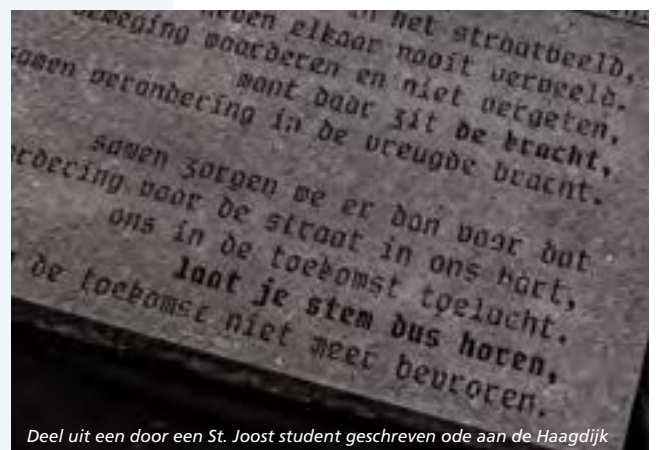 het straatbeeld,
elkaar nooit verveeld.
beweging waarderen en niet vergeten,
want daar zit de kracht,
samen verandering in de vreugde bracht.
samen zorgen we er dan voor dat
voor de straat in ons hart,
ons in de toekomst toelacht.
laat je stem dus horen,
de toekomst niet meer bevroren.
Deel uit een door een St. Joost student geschreven ode aan de Haagdijk